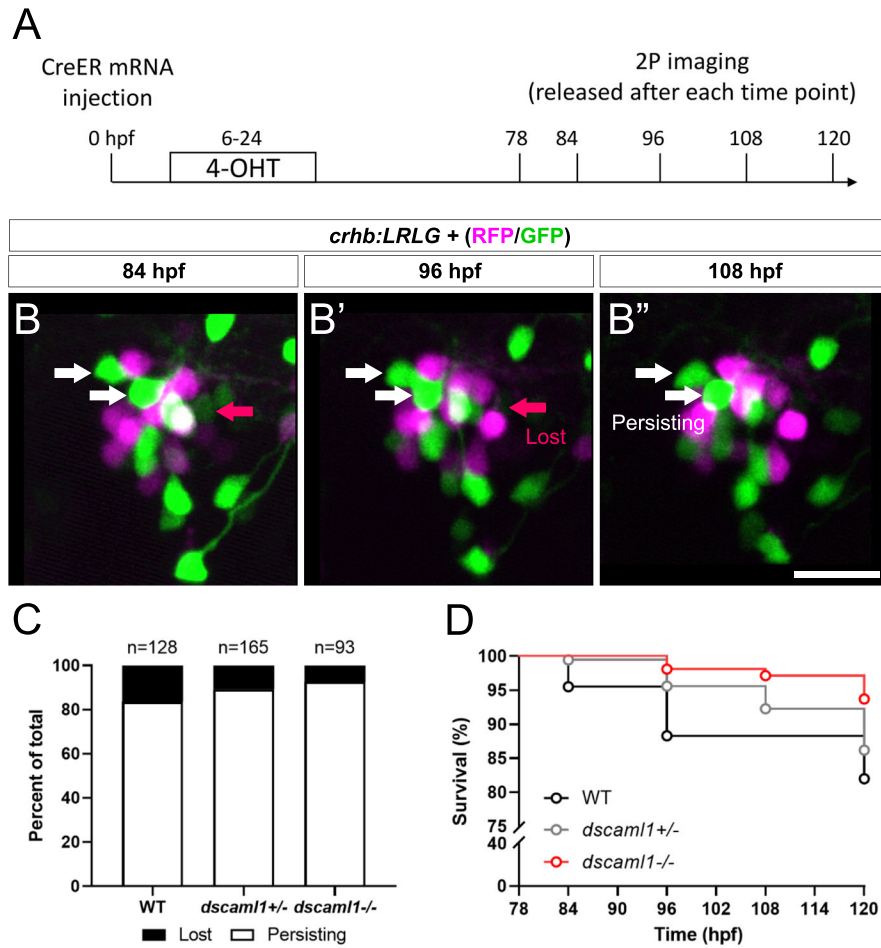 A
CreER mRNA
injection
2P imaging
(released after each time point)
0 hpf
6-24
78
84
96
108
120
4-OHT
crhb:LRLG + (RFP/GFP)
84 hpf
96 hpf
108 hpf
B
B'
B”
Lost
Persisting
C
n=128
n=165
n=93
Percent of total
100
80
60
40
20
0
WT
dscaml1+/-
dscaml1-/-
Lost
Persisting
D
Survival (%)
100
95
90
85
80
75
40
0
WT
dscaml1+/-
dscaml1-/-
78
84
90
96
102
108
114
120
Time (hpf)